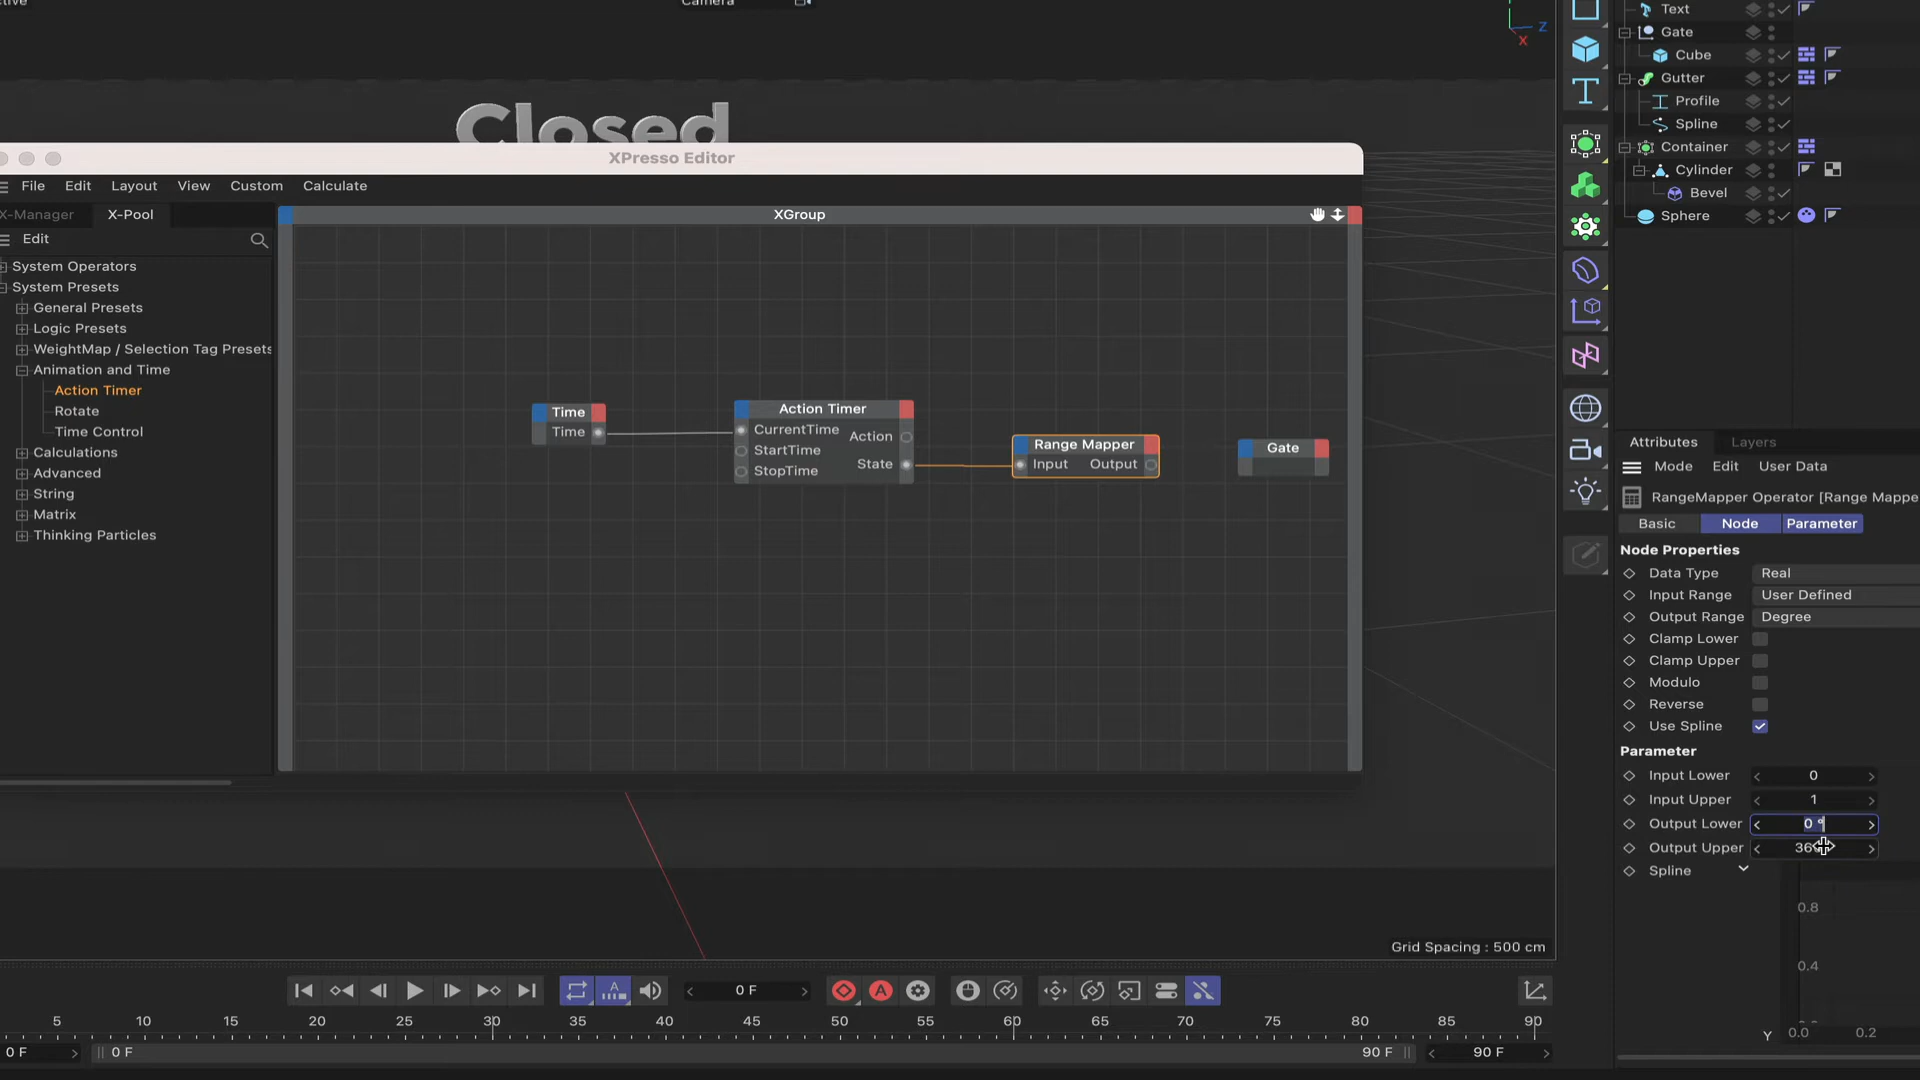 Camera
Closed
XPresso Editor
File Edit Layout View Custom Calculate
X-Manager X-Pool
Edit
System Operators
System Presets
General Presets
Logic Presets
WeightMap / Selection Tag Presets
Animation and Time
Action Timer
Rotate
Time Control
Calculations
Advanced
String
Matrix
Thinking Particles
XGroup
Time
Time
Action Timer
CurrentTime
StartTime
StopTime
Action
State
Range Mapper
Input Output
Gate
Grid Spacing : 500 cm
Z
X
Text
Gate
Cube
Gutter
Profile
Spline
Container
Cylinder
Bevel
Sphere
Attributes Layers
Mode Edit User Data
RangeMapper Operator [Range Mappe
Basic Node Parameter
Node Properties
Data Type Real
Input Range User Defined
Output Range Degree
Clamp Lower
Clamp Upper
Modulo
Reverse
Use Spline
Parameter
Input Lower 0
Input Upper 1
Output Lower 0 °
Output Upper
Spline
0.8
0.4
Y 0.0 0.2
0 F
5 10 15 20 25 30 35 40 45 50 55 60 65 70 75 80 85 90
0 F 0 F 90 F 90 F